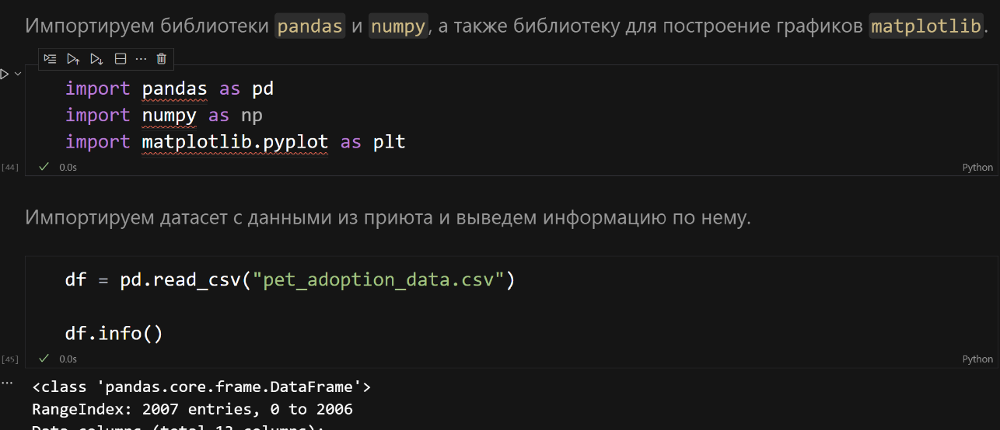 Импортируем библиотеки pandas и numpy, а также библиотеку для построение графиков matplotlib.
import pandas as pd
import numpy as np
import matplotlib.pyplot as plt
[44] 0.0s Python
Импортируем датасет с данными из приюта и выведем информацию по нему.
df = pd.read_csv("pet_adoption_data.csv")
df.info()
[45] 0.0s Python
<class 'pandas.core.frame.DataFrame'>
RangeIndex: 2007 entries, 0 to 2006
Data columns (total 13 columns):